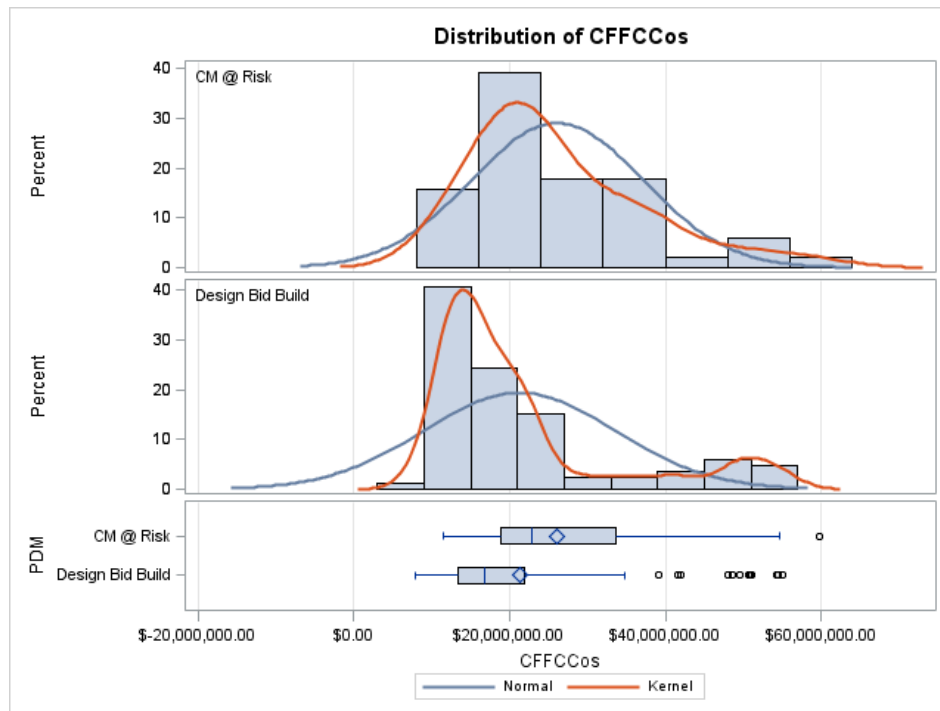 Distribution of CFFCCos
CM @ Risk
40
30
20
10
0
Percent
Design Bid Build
40
30
20
10
0
Percent
CM @ Risk
Design Bid Build
PDM
$-20,000,000.00 $0.00 $20,000,000.00 $40,000,000.00 $60,000,000.00
CFFCCos
Normal Kernel